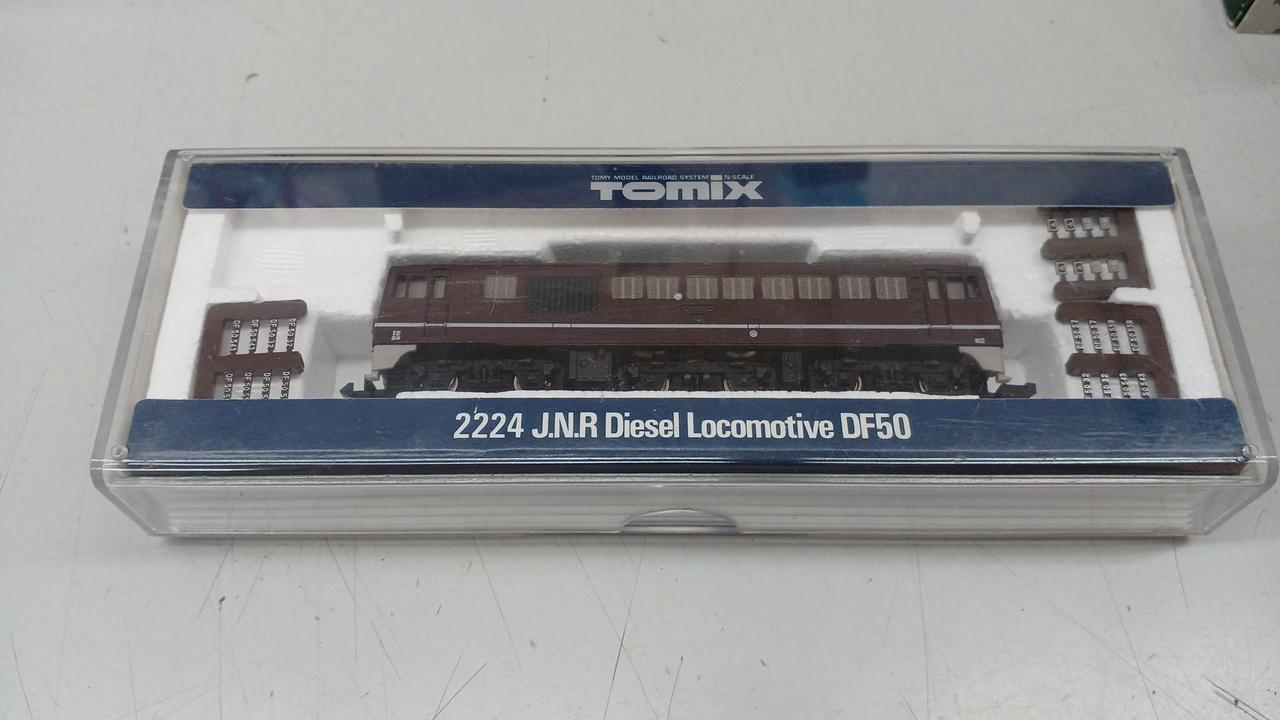 TOMY MODEL RAILROAD SYSTEM N SCALE
TOMIX
2224 J.N.R Diesel Locomotive DF50